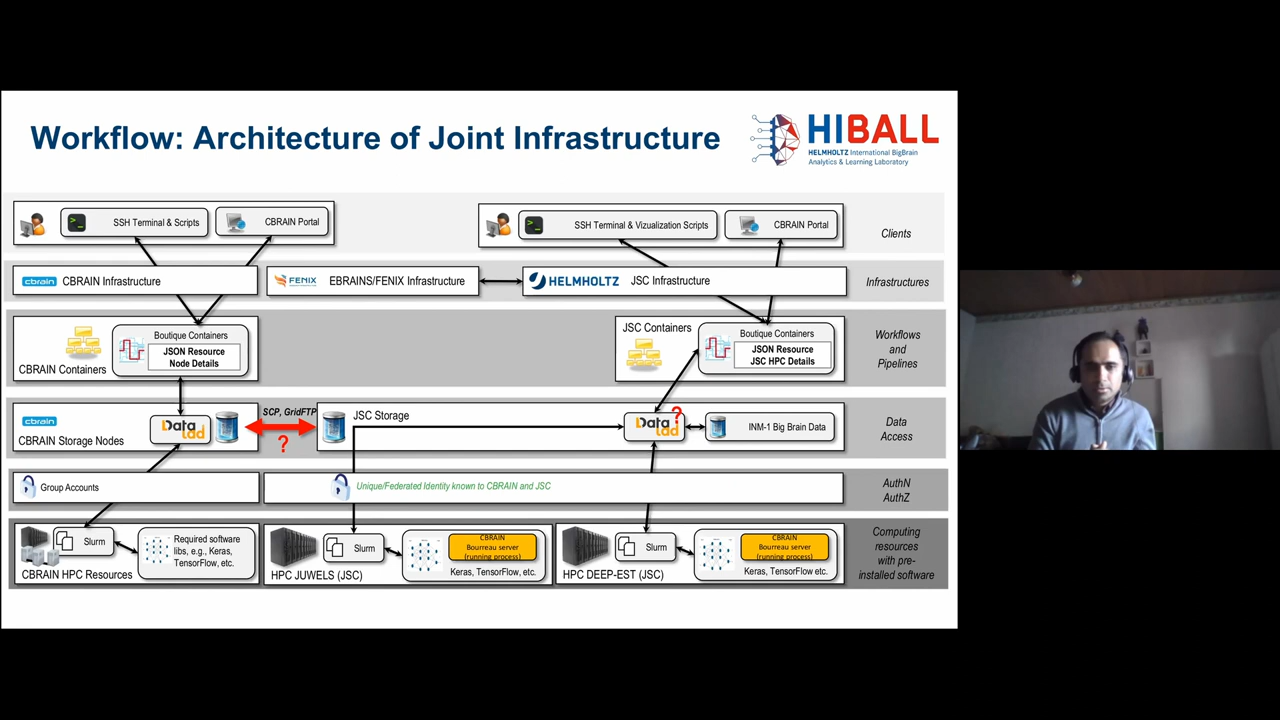 Workflow: Architecture of Joint Infrastructure
HIBALL
HELMHOLTZ International BigBrain
Analytics & Learning Laboratory
SSH Terminal & Scripts
CBRAIN Portal
SSH Terminal & Vizualization Scripts
CBRAIN Portal
Clients
cbrain
CBRAIN Infrastructure
FENIX
EBRAINS/FENIX Infrastructure
HELMHOLTZ
JSC Infrastructure
Infrastructures
Boutique Containers
JSON Resource
Node Details
CBRAIN Containers
JSC Containers
Boutique Containers
JSON Resource
JSC HPC Details
Workflows
and
Pipelines
cbrain
CBRAIN Storage Nodes
Data
lad
SCP, GridFTP
?
JSC Storage
Data
lad
?
INM-1 Big Brain Data
Data
Access
Group Accounts
Unique/Federated Identity known to CBRAIN and JSC
AuthN
AuthZ
Slurm
Required software
libs, e.g., Keras,
TensorFlow, etc.
CBRAIN HPC Resources
Slurm
CBRAIN
Bourreau server
(running process)
Keras, TensorFlow, etc.
HPC JUWELS (JSC)
Slurm
CBRAIN
Bourreau server
(running process)
Keras, TensorFlow etc.
HPC DEEP-EST (JSC)
Computing
resources
with pre-
installed software